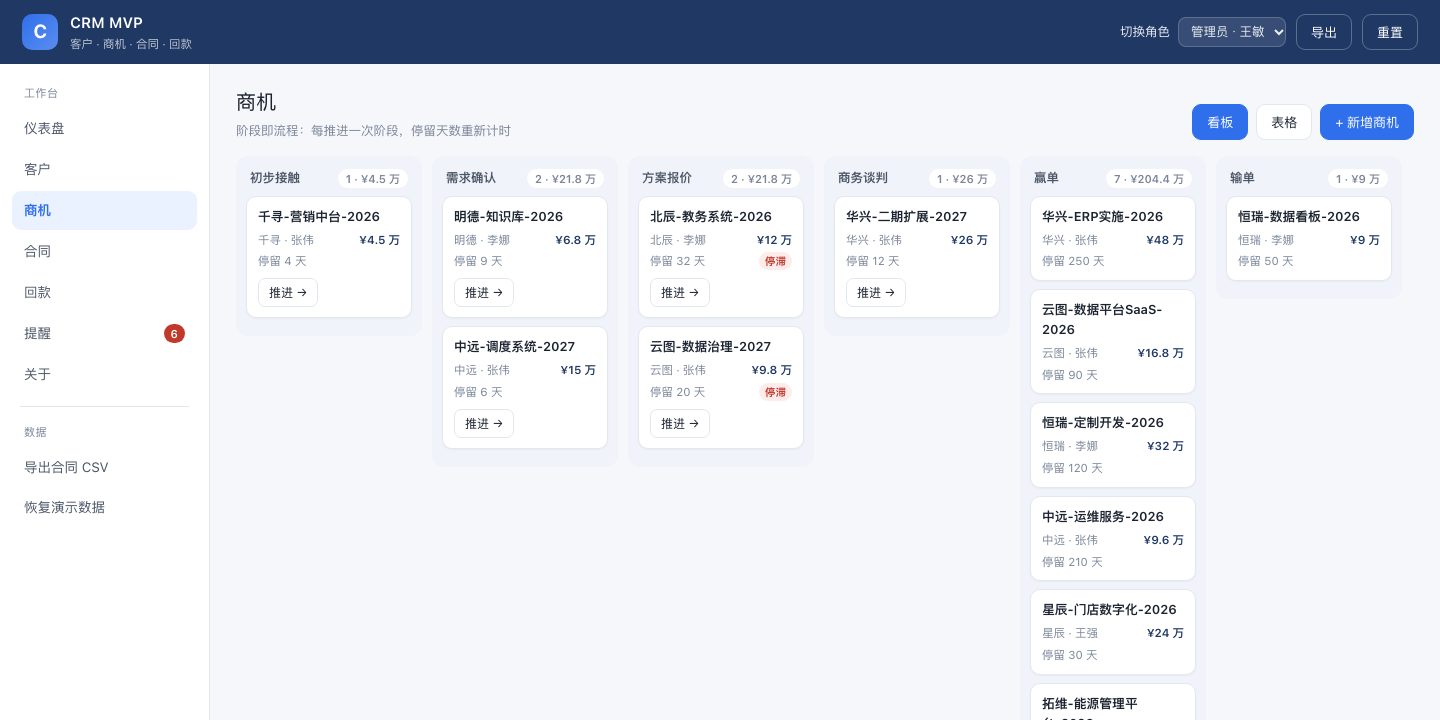 C
CRM MVP
客户 · 商机 · 合同 · 回款
切换角色
管理员 · 王敏
导出
重置
工作台
仪表盘
客户
商机
合同
回款
提醒
6
关于
数据
导出合同 CSV
恢复演示数据
商机
阶段即流程：每推进一次阶段，停留天数重新计时
看板
表格
+ 新增商机
初步接触
1 · ¥4.5 万
千寻-营销中台-2026
千寻 · 张伟
¥4.5 万
停留 4 天
推进 →
需求确认
2 · ¥21.8 万
明德-知识库-2026
明德 · 李娜
¥6.8 万
停留 9 天
推进 →
中远-调度系统-2027
中远 · 张伟
¥15 万
停留 6 天
推进 →
方案报价
2 · ¥21.8 万
北辰-教务系统-2026
北辰 · 李娜
¥12 万
停留 32 天
停滞
推进 →
云图-数据治理-2027
云图 · 张伟
¥9.8 万
停留 20 天
停滞
推进 →
商务谈判
1 · ¥26 万
华兴-二期扩展-2027
华兴 · 张伟
¥26 万
停留 12 天
推进 →
赢单
7 · ¥204.4 万
华兴-ERP实施-2026
华兴 · 张伟
¥48 万
停留 250 天
云图-数据平台SaaS-
2026
云图 · 张伟
¥16.8 万
停留 90 天
恒瑞-定制开发-2026
恒瑞 · 李娜
¥32 万
停留 120 天
中远-运维服务-2026
中远 · 张伟
¥9.6 万
停留 210 天
星辰-门店数字化-2026
星辰 · 王强
¥24 万
停留 30 天
拓维-能源管理平
输单
1 · ¥9 万
恒瑞-数据看板-2026
恒瑞 · 李娜
¥9 万
停留 50 天